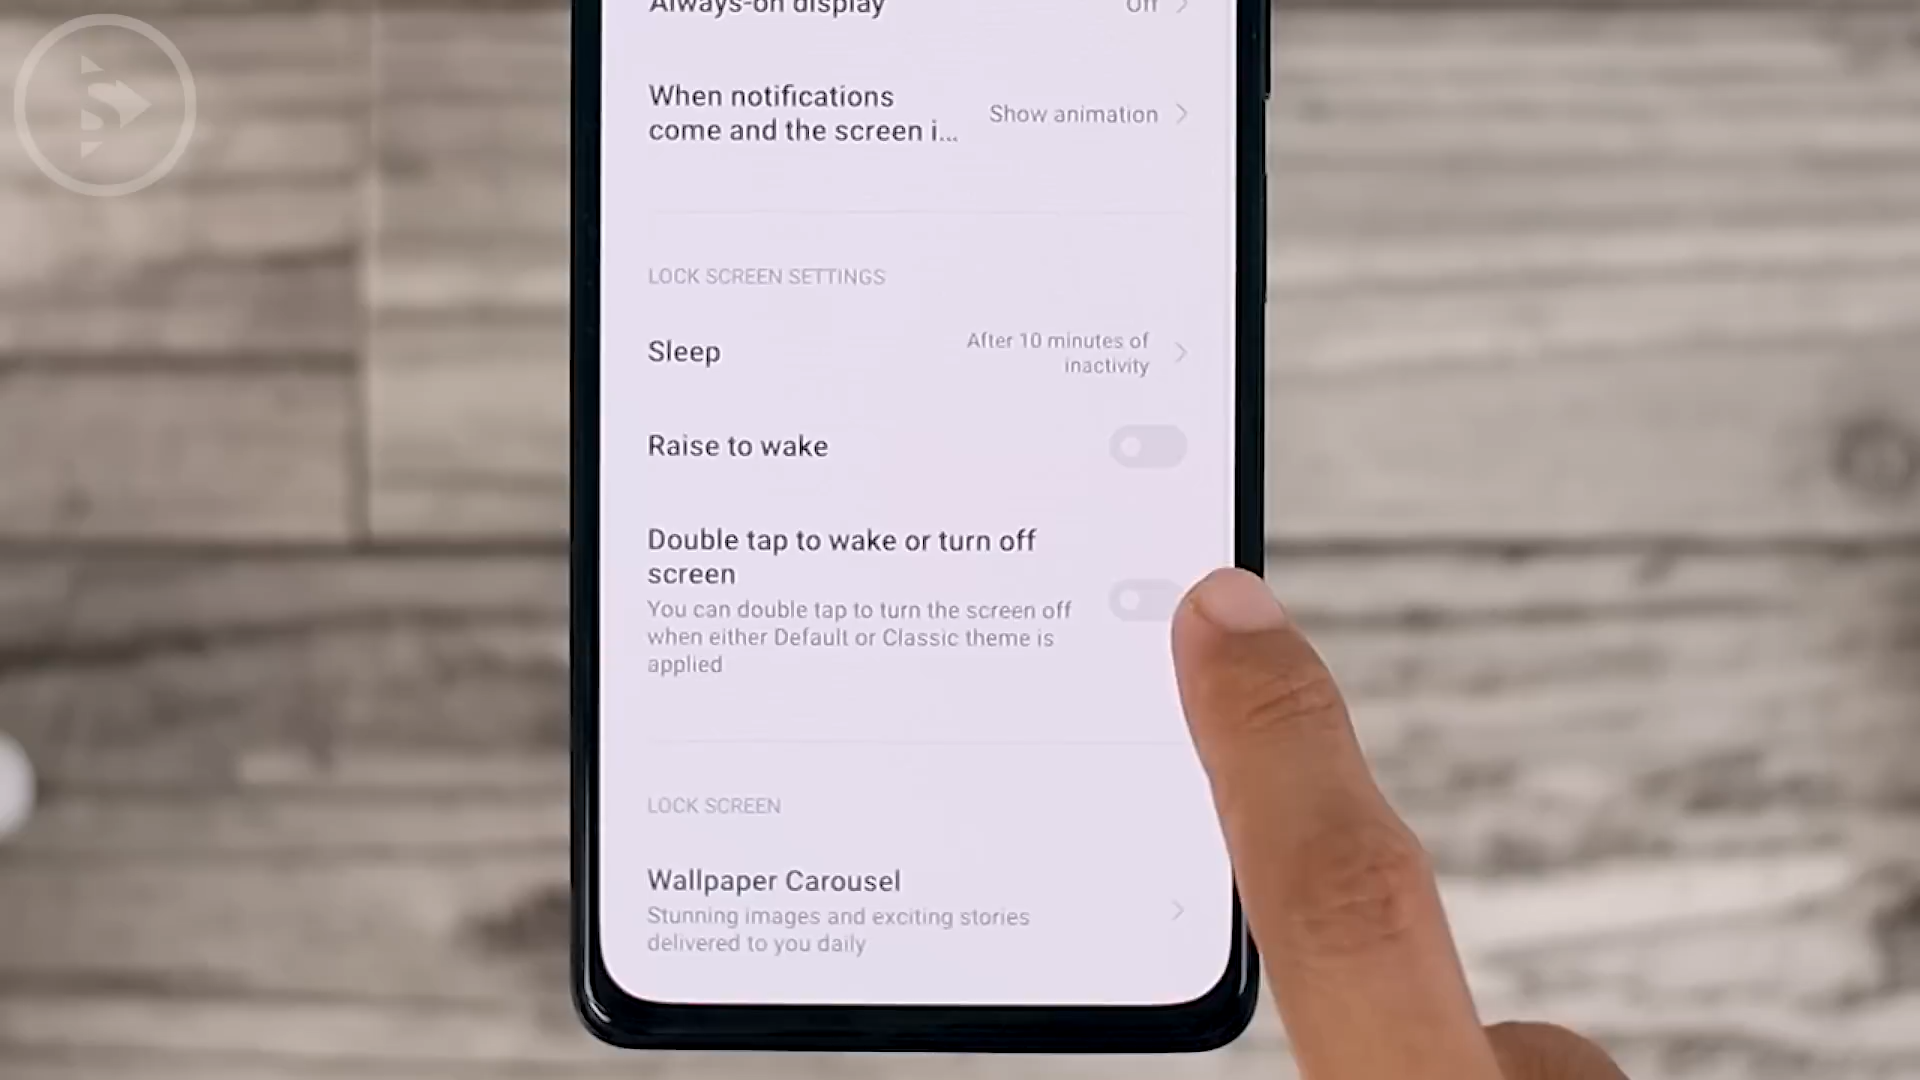 Always-on display
Off
When notifications
come and the screen i...
Show animation
LOCK SCREEN SETTINGS
Sleep
After 10 minutes of
inactivity
Raise to wake
Double tap to wake or turn off
screen
You can double tap to turn the screen off
when either Default or Classic theme is
applied
LOCK SCREEN
Wallpaper Carousel
Stunning images and exciting stories
delivered to you daily